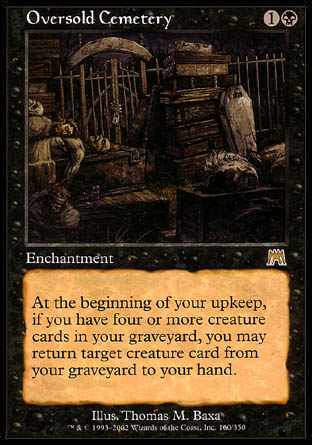 Oversold Cemetery 1
Enchantment
At the beginning of your upkeep,
if you have four or more creature
cards in your graveyard, you may
return target creature card from
your graveyard to your hand.
Illus. Thomas M. Baxa
™ & © 1993–2002 Wizards of the Coast, Inc. 160/350